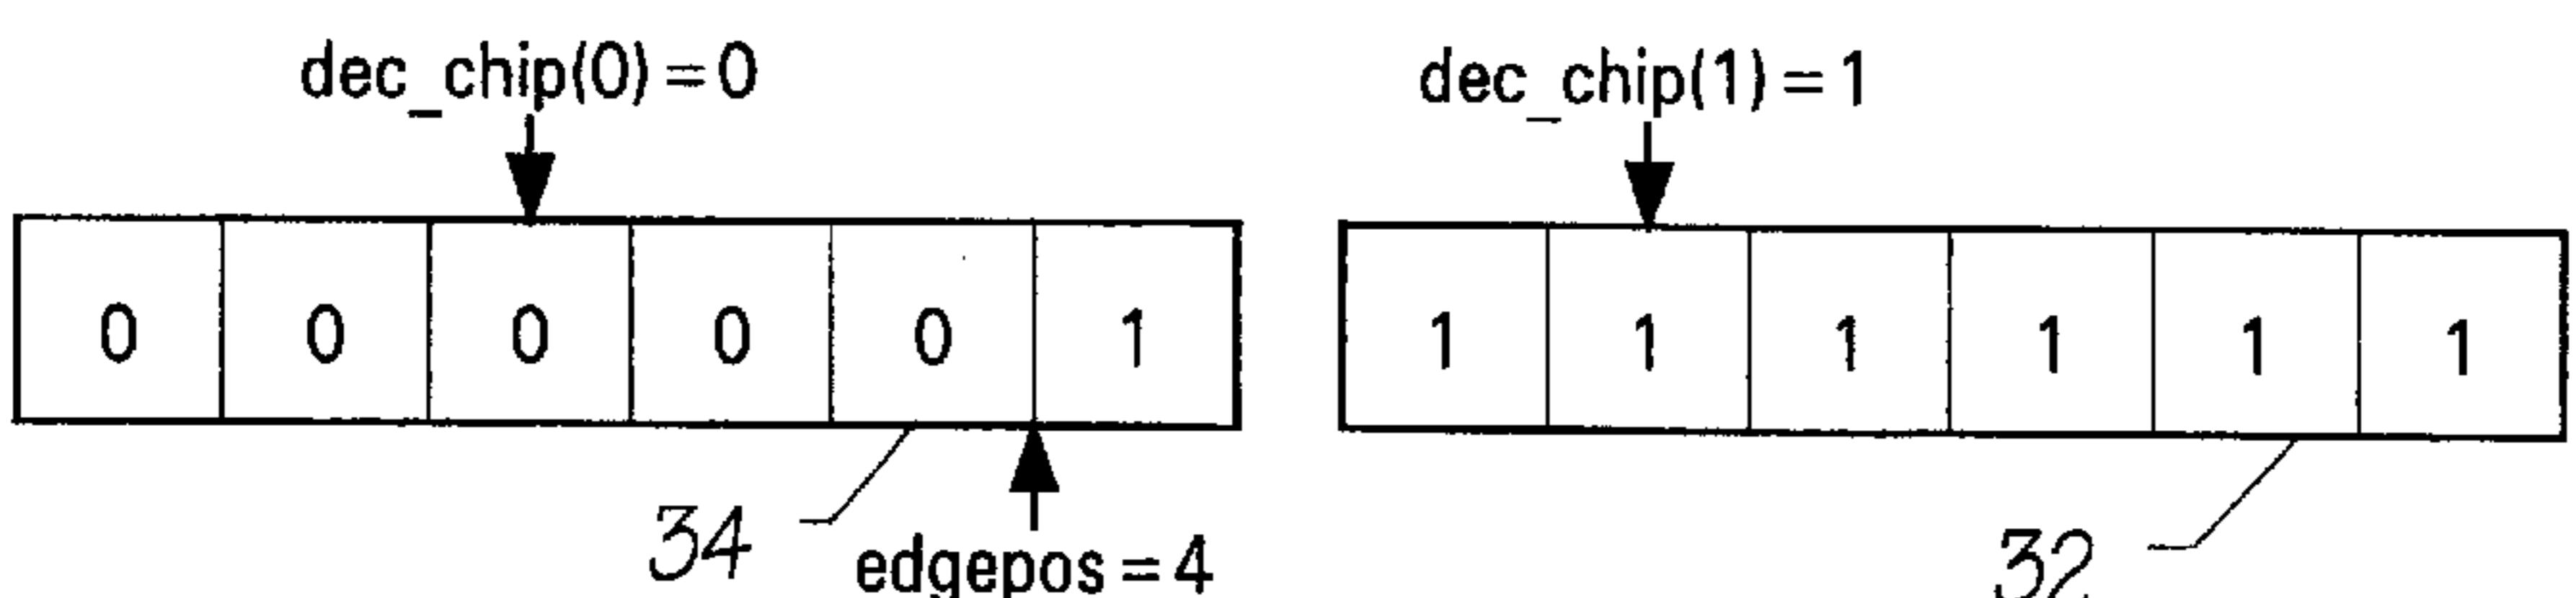 dec_chip(0) = 0 dec_chip(1) = 1
0 0 0 0 0 1 1 1 1 1 1 1
34 edgepos = 4 32